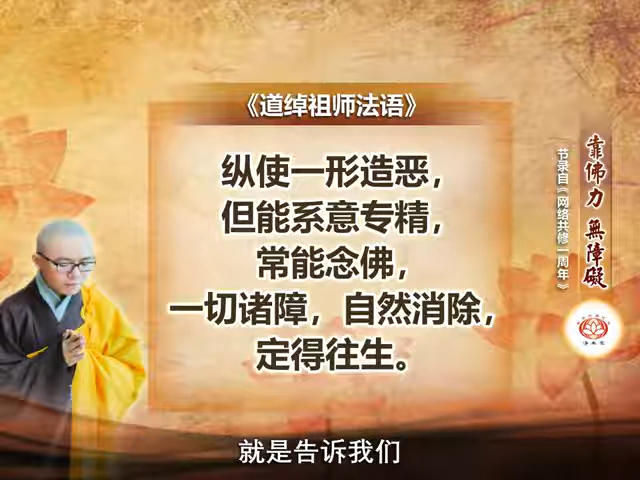 《道绰祖师法语》
纵使一形造恶，
但能系意专精，
常能念佛，
一切诸障，自然消除，
定得往生。
靠佛力 無障礙
节录自《网络共修一周年》
就是告诉我们